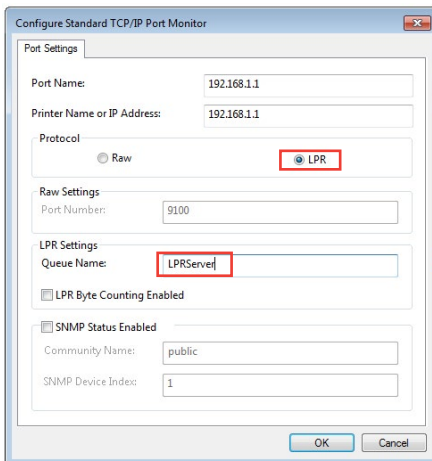 Configure Standard TCP/IP Port Monitor
Port Settings
Port Name: 192.168.1.1
Printer Name or IP Address: 192.168.1.1
Protocol
Raw LPR
Raw Settings
Port Number: 9100
LPR Settings
Queue Name: LPRServer
LPR Byte Counting Enabled
SNMP Status Enabled
Community Name: public
SNMP Device Index: 1
OK Cancel